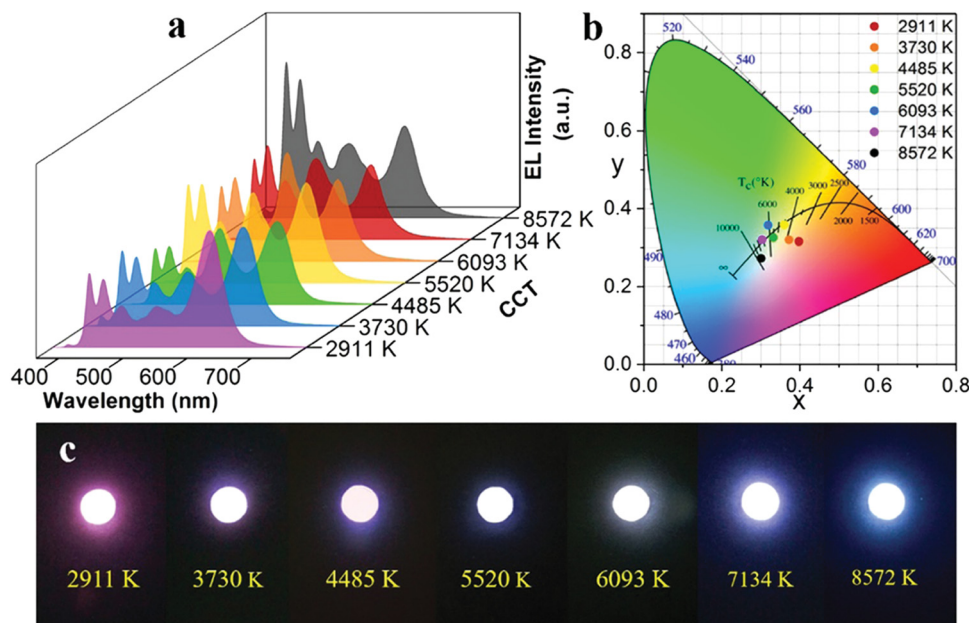 a
EL Intensity
(a.u.)
8572 K
7134 K
6093 K
5520 K
4485 K
3730 K
2911 K
CCT
400 500 600 700
Wavelength (nm)
b
2911 K
3730 K
4485 K
5520 K
6093 K
7134 K
8572 K
520
540
560
580
600
620
700
490
480
470
460
Tc(°K)
∞
10000
6000
4000
3000
2500
2000
1500
0.8
0.6
y
0.4
0.2
0.0
0.0 0.2 0.4 0.6 0.8
x
c
2911 K 3730 K 4485 K 5520 K 6093 K 7134 K 8572 K